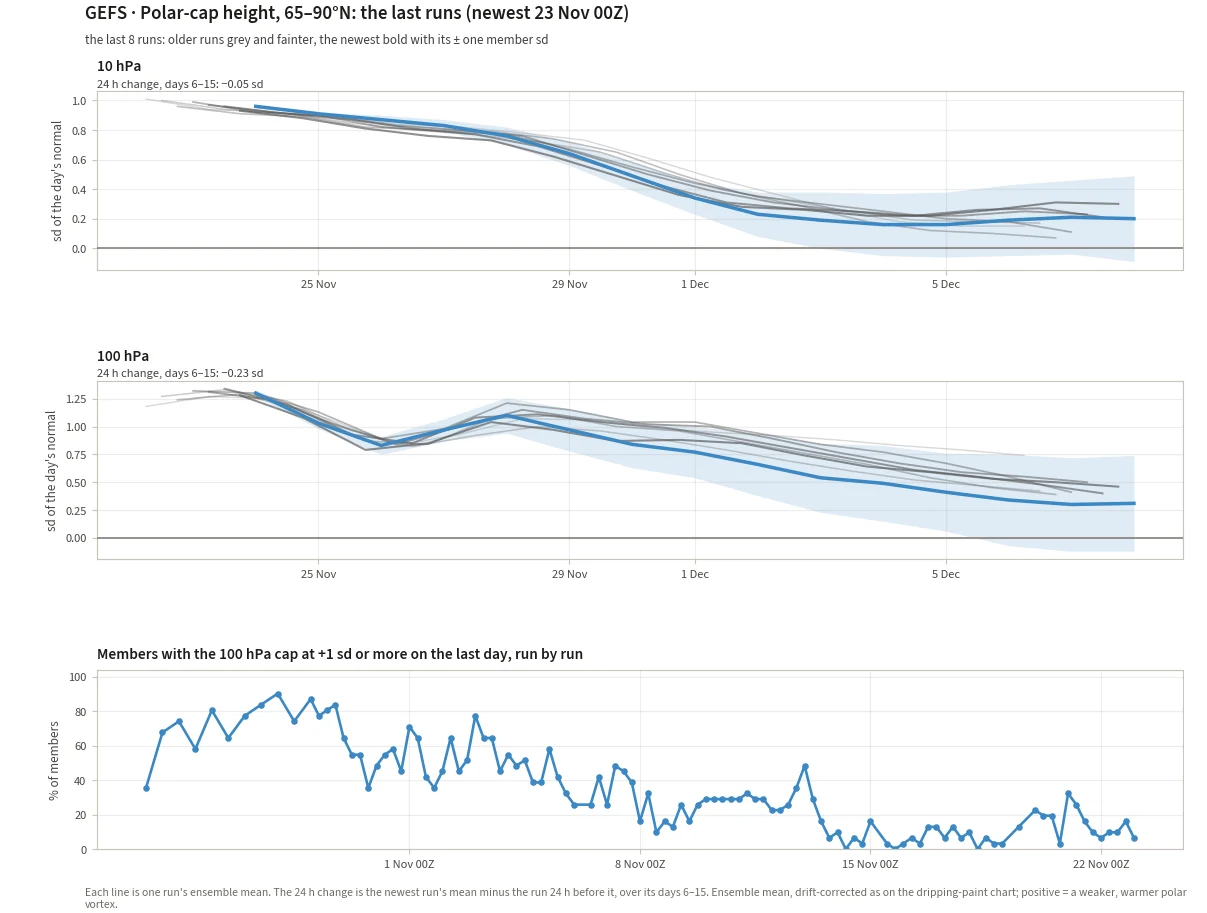 GEFS · Polar-cap height, 65–90°N: the last runs (newest 23 Nov 00Z)
the last 8 runs: older runs grey and fainter, the newest bold with its ± one member sd
10 hPa
24 h change, days 6–15: −0.05 sd
1.0
0.8
0.6
0.4
0.2
0.0
sd of the day's normal
25 Nov
29 Nov
1 Dec
5 Dec
100 hPa
24 h change, days 6–15: −0.23 sd
1.25
1.00
0.75
0.50
0.25
0.00
sd of the day's normal
25 Nov
29 Nov
1 Dec
5 Dec
Members with the 100 hPa cap at +1 sd or more on the last day, run by run
100
80
60
40
20
0
% of members
1 Nov 00Z
8 Nov 00Z
15 Nov 00Z
22 Nov 00Z
Each line is one run's ensemble mean. The 24 h change is the newest run's mean minus the run 24 h before it, over its days 6–15. Ensemble mean, drift-corrected as on the dripping-paint chart; positive = a weaker, warmer polar
vortex.